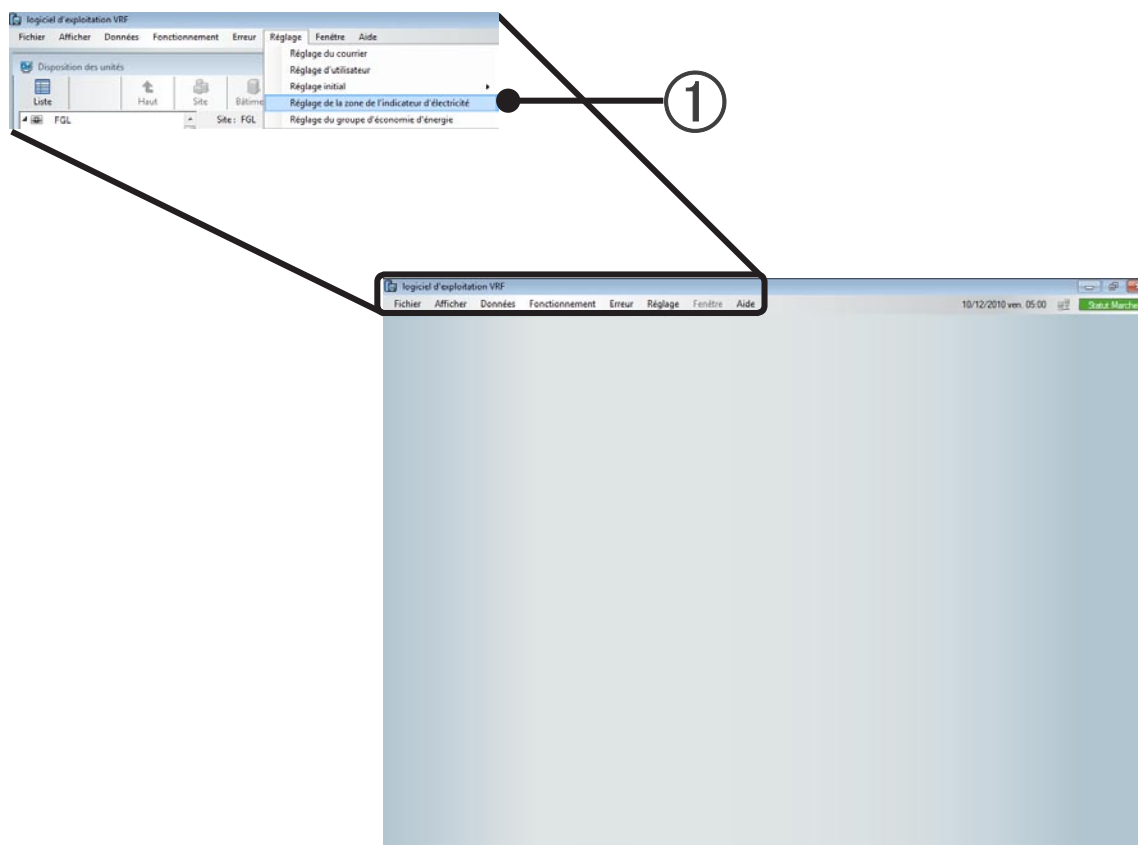 logiciel d'exploitation VRF
Fichier Afficher Données Fonctionnement Erreur Réglage Fenêtre Aide
Réglage du courrier
Disposition des unités
Réglage d'utilisateur
Réglage initial
Liste Haut Site Bâtime
Réglage de la zone de l'indicateur d'électricité
FGL Site : FGL
Réglage du groupe d'économie d'énergie
①
logiciel d'exploitation VRF
Fichier Afficher Données Fonctionnement Erreur Réglage Fenêtre Aide
10/12/2010 ven. 05:00 Statut Marche